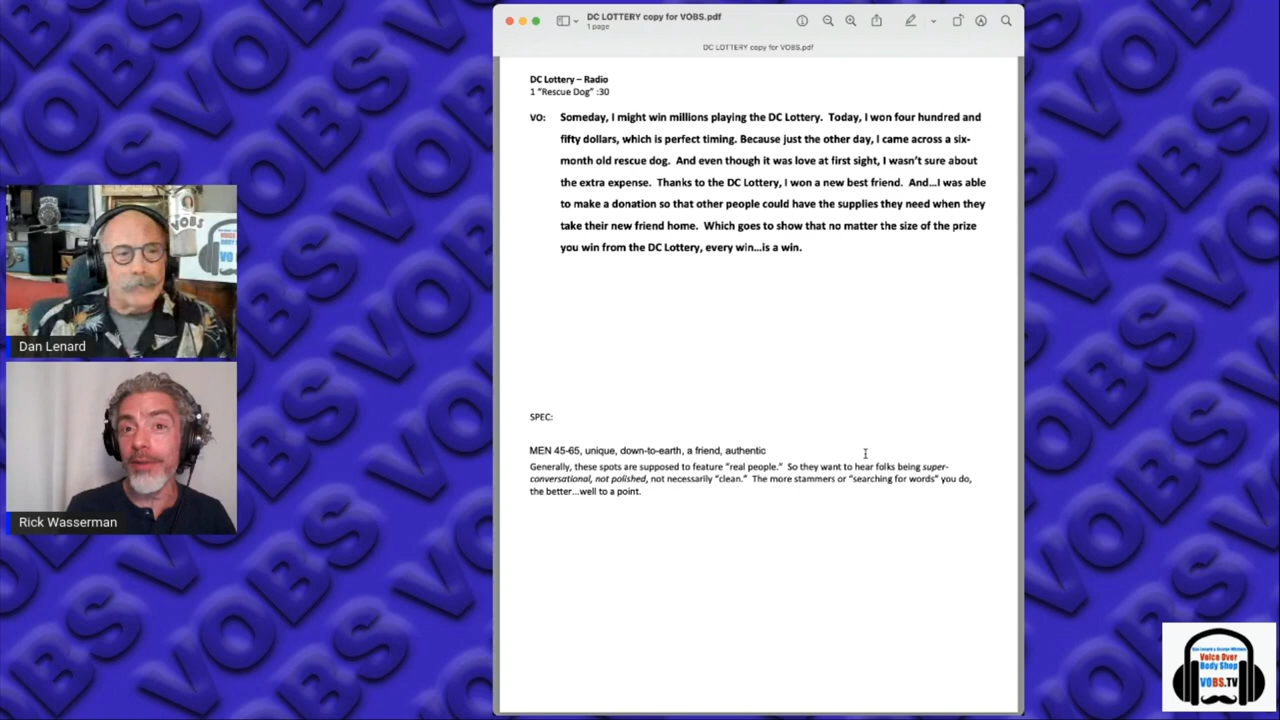 DC LOTTERY copy for VOBS.pdf
1 page
DC LOTTERY copy for VOBS.pdf
DC Lottery – Radio
1 “Rescue Dog” :30
VO: Someday, I might win millions playing the DC Lottery. Today, I won four hundred and
fifty dollars, which is perfect timing. Because just the other day, I came across a six-
month old rescue dog. And even though it was love at first sight, I wasn’t sure about
the extra expense. Thanks to the DC Lottery, I won a new best friend. And…I was able
to make a donation so that other people could have the supplies they need when they
take their new friend home. Which goes to show that no matter the size of the prize
you win from the DC Lottery, every win…is a win.
SPEC:
MEN 45-65, unique, down-to-earth, a friend, authentic
Generally, these spots are supposed to feature “real people.” So they want to hear folks being super-
conversational, not polished, not necessarily “clean.” The more stammers or “searching for words” you do,
the better…well to a point.
VOBS
Dan Lenard
Rick Wasserman
Voice Over
Body Shop
VOBS.TV